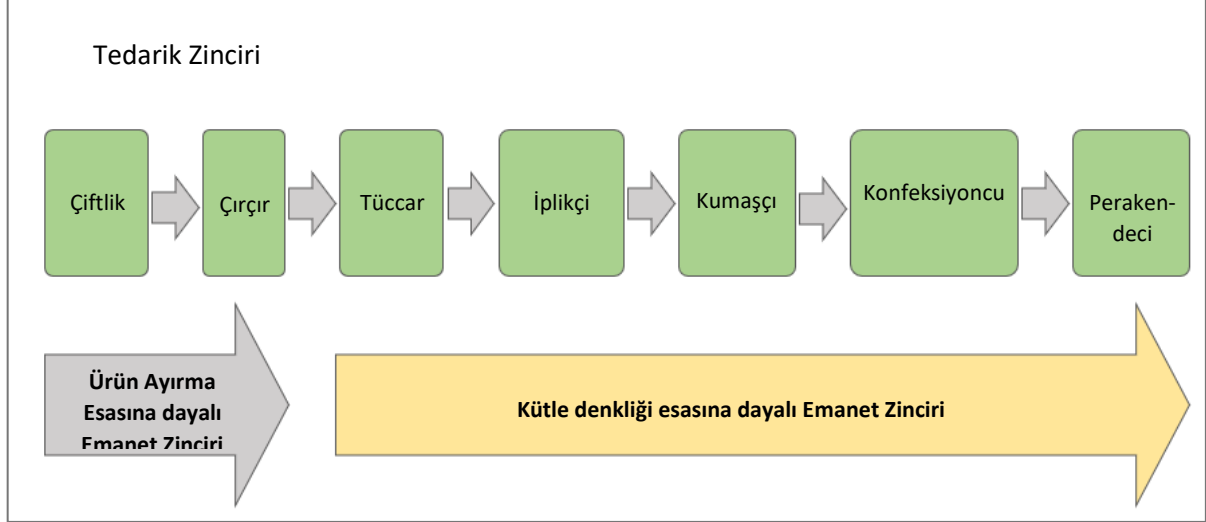 Tedarik Zinciri
Çiftlik
Çırçır
Tüccar
İplikçi
Kumaşçı
Konfeksiyoncu
Peraken-
deci
Ürün Ayırma
Esasına dayalı
Emanet Zinciri
Kütle denkliği esasına dayalı Emanet Zinciri